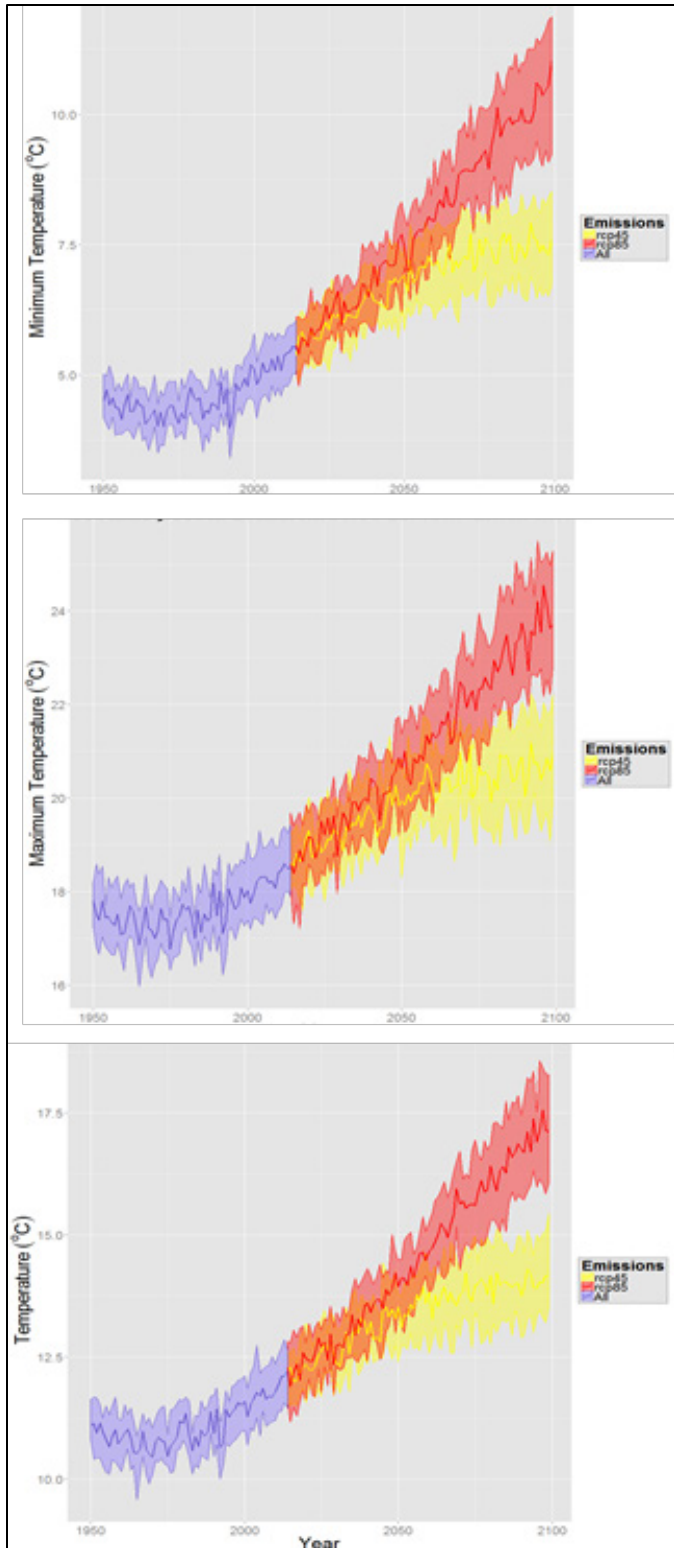 10.0
7.5
5.0
Minimum Temperature (°C)
1950
2000
2050
2100
Emissions
rcp45
rcp85
All
24
22
20
18
16
Maximum Temperature (°C)
1950
2000
2050
2100
Emissions
rcp45
rcp85
All
17.5
15.0
12.5
10.0
Temperature (°C)
1950
2000
2050
2100
Year
Emissions
rcp45
rcp85
All